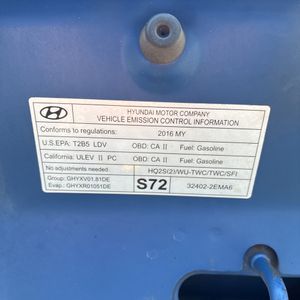 HYUNDAI MOTOR COMPANY
VEHICLE EMISSION CONTROL INFORMATION
Conforms to regulations: 2016 MY
U.S.EPA: T2B5 LDV OBD: CA II Fuel: Gasoline
California: ULEV II PC OBD: CA II Fuel: Gasoline
No adjustments needed HQ2S(2)/WU-TWC/TWC/SFI
Group: GHYXV01.81DE
Evap: GHYXR01051DE
S72 32402-2EMA6